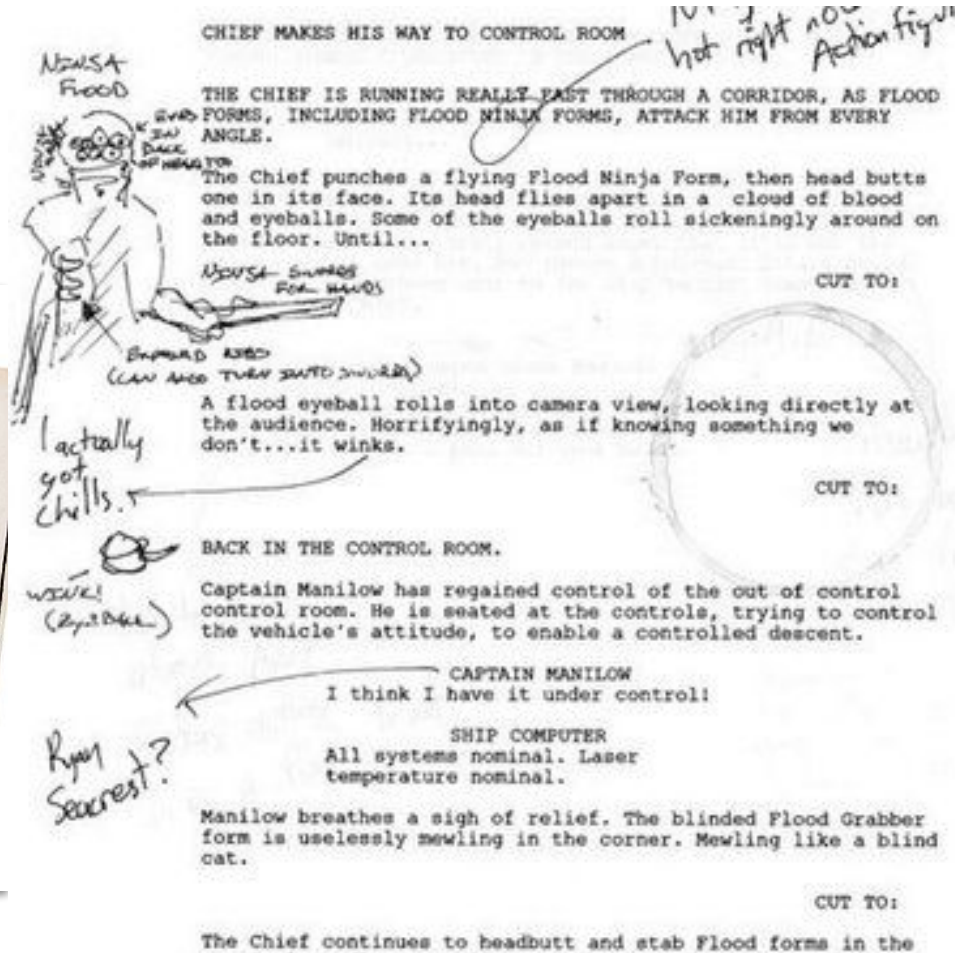 hot right now
Action figu
CHIEF MAKES HIS WAY TO CONTROL ROOM
NINJA
FLOOD
THE CHIEF IS RUNNING REALLY FAST THROUGH A CORRIDOR, AS FLOOD
FORMS, INCLUDING FLOOD NINJA FORMS, ATTACK HIM FROM EVERY
ANGLE.
EYES
IN
BACK
OF HEAD TOO
The Chief punches a flying Flood Ninja Form, then head butts
one in its face. Its head flies apart in a cloud of blood
and eyeballs. Some of the eyeballs roll sickeningly around on
the floor. Until...
NINJA SWORDS
FOR HANDS
CUT TO:
EXPOSED RIBS
(CAN ALSO TURN INTO SWORDS)
A flood eyeball rolls into camera view, looking directly at
the audience. Horrifyingly, as if knowing something we
don't...it winks.
I actually
got
chills.
CUT TO:
BACK IN THE CONTROL ROOM.
WINK!
Captain Manilow has regained control of the out of control
control room. He is seated at the controls, trying to control
the vehicle's attitude, to enable a controlled descent.
CAPTAIN MANILOW
I think I have it under control!
Ryan
Seacrest?
SHIP COMPUTER
All systems nominal. Laser
temperature nominal.
Manilow breathes a sigh of relief. The blinded Flood Grabber
form is uselessly mewling in the corner. Mewling like a blind
cat.
CUT TO:
The Chief continues to headbutt and stab Flood forms in the